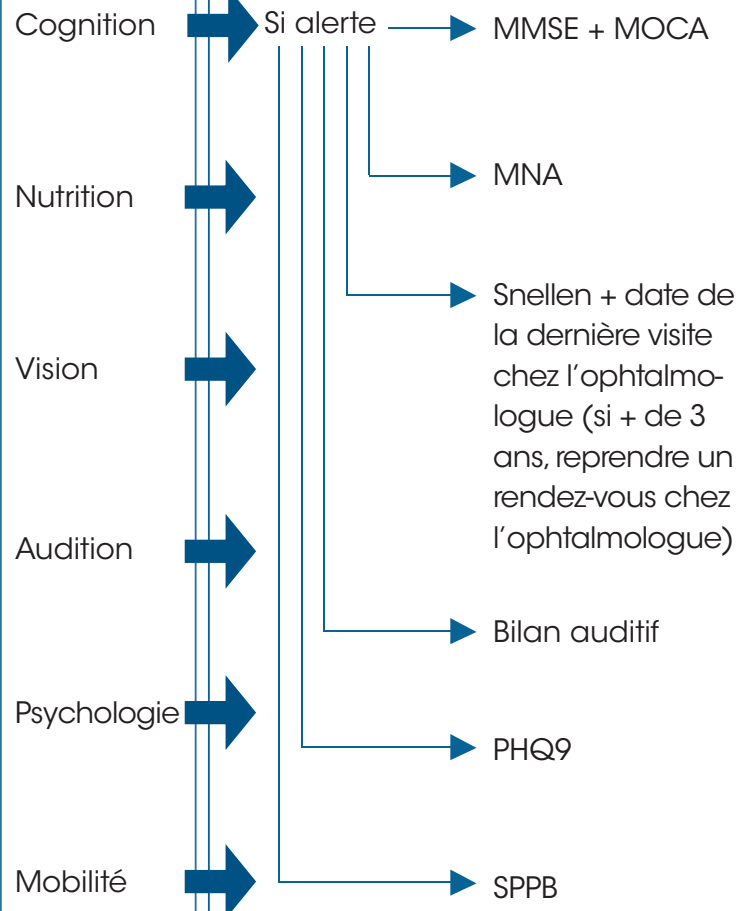 Cognition
Si alerte
MMSE + MOCA
MNA
Nutrition
Snellen + date de
la dernière visite
chez l'ophtalmo-
logue (si + de 3
ans, reprendre un
rendez-vous chez
l'ophtalmologue)
Vision
Audition
Bilan auditif
Psychologie
PHQ9
Mobilité
SPPB